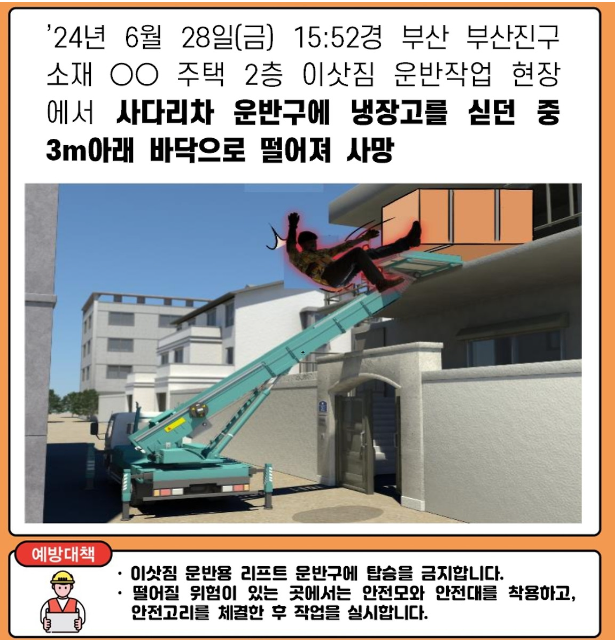 ’24년 6월 28일(금) 15:52경 부산 부산진구
소재 ○○ 주택 2층 이삿짐 운반작업 현장
에서 사다리차 운반구에 냉장고를 싣던 중
3m아래 바닥으로 떨어져 사망
예방대책
· 이삿짐 운반용 리프트 운반구에 탑승을 금지합니다.
· 떨어질 위험이 있는 곳에서는 안전모와 안전대를 착용하고,
안전고리를 체결한 후 작업을 실시합니다.